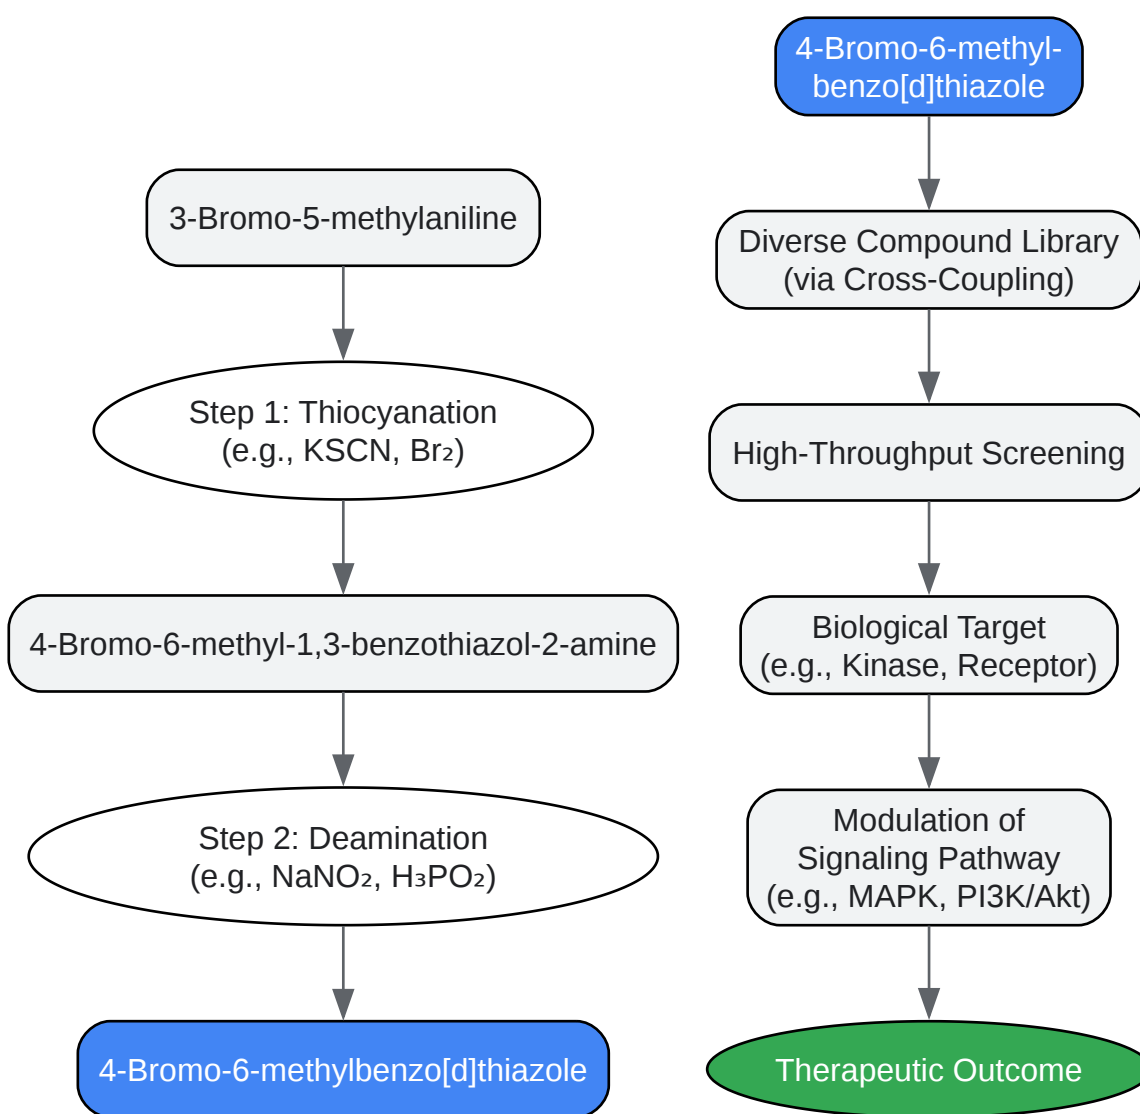 3-Bromo-5-methylaniline
Step 1: Thiocyanation
(e.g., KSCN, Br₂)
4-Bromo-6-methyl-1,3-benzothiazol-2-amine
Step 2: Deamination
(e.g., NaNO₂, H₃PO₂)
4-Bromo-6-methylbenzo[d]thiazole
4-Bromo-6-methyl-
benzo[d]thiazole
Diverse Compound Library
(via Cross-Coupling)
High-Throughput Screening
Biological Target
(e.g., Kinase, Receptor)
Modulation of
Signaling Pathway
(e.g., MAPK, PI3K/Akt)
Therapeutic Outcome